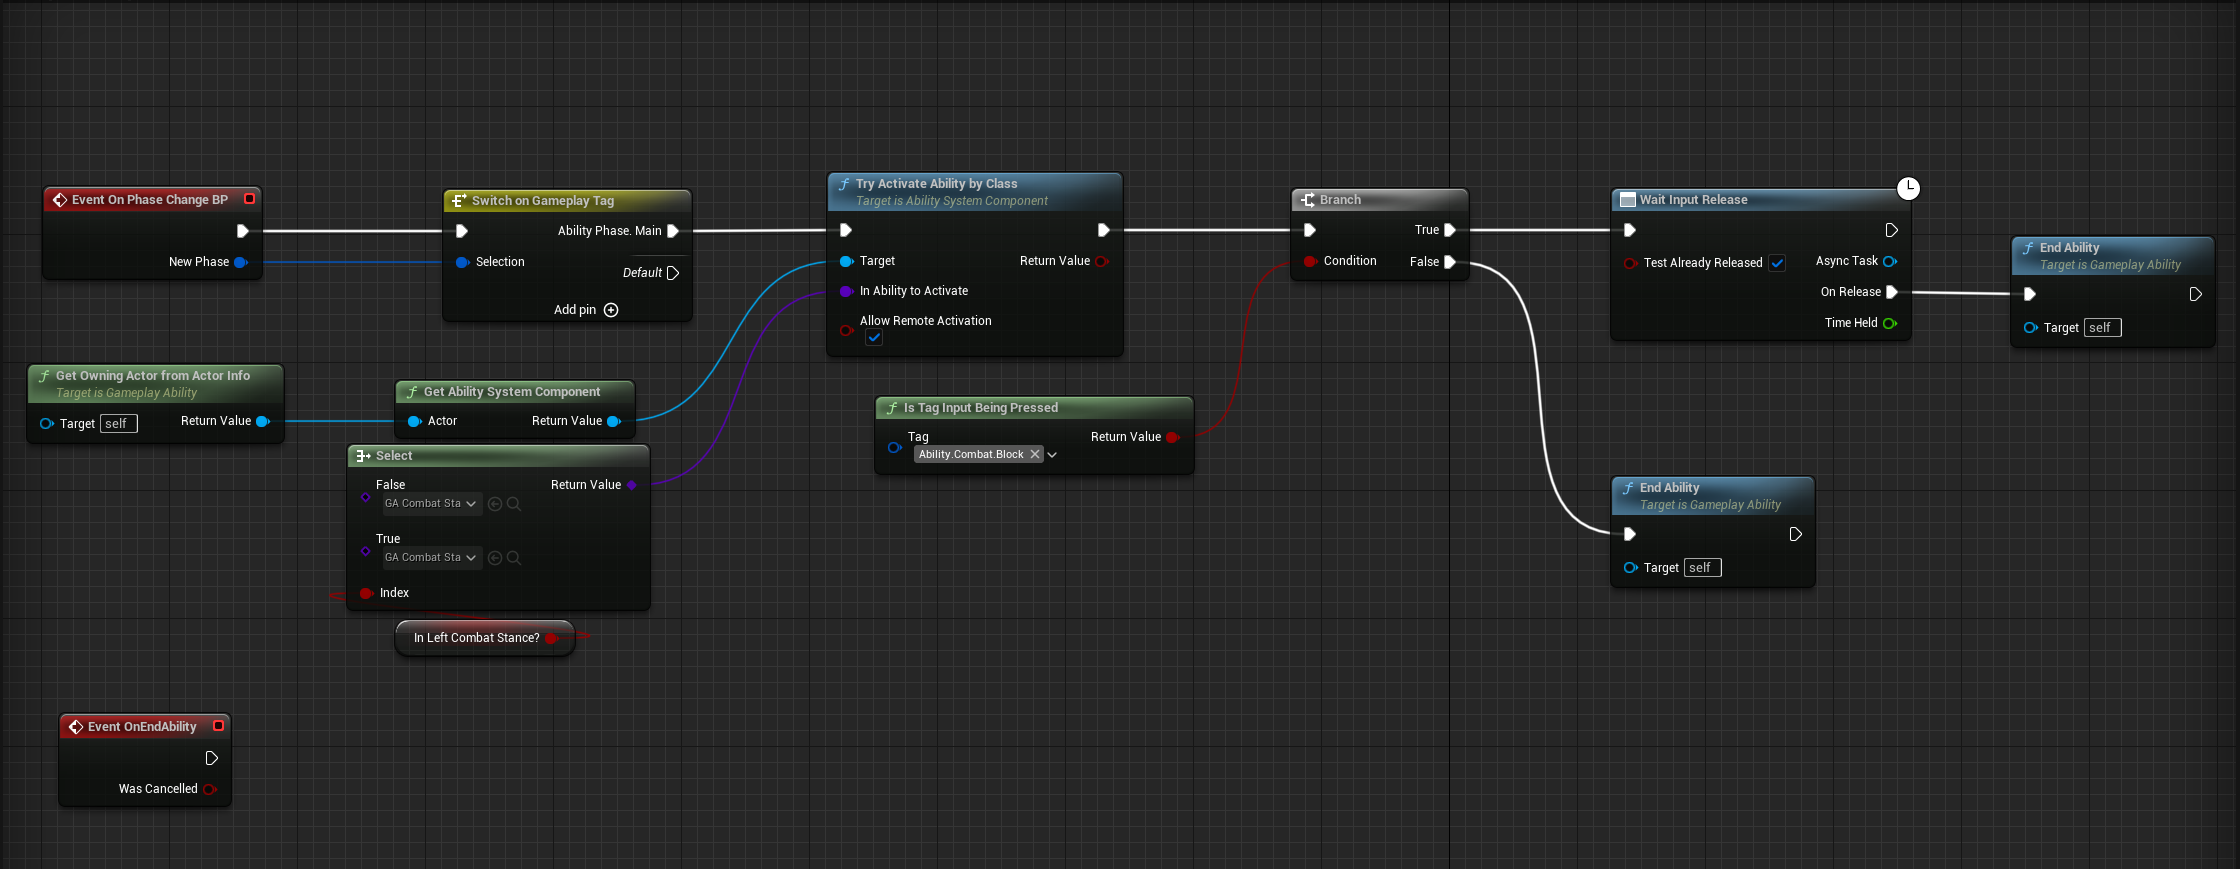 Event On Phase Change BP
New Phase
Switch on Gameplay Tag
Ability Phase. Main
Selection
Default
Add pin
Try Activate Ability by Class
Target is Ability System Component
Target
Return Value
In Ability to Activate
Allow Remote Activation
Branch
True
Condition
False
Wait Input Release
Test Already Released
Async Task
On Release
Time Held
End Ability
Target is Gameplay Ability
Target self
Get Owning Actor from Actor Info
Target is Gameplay Ability
Target self
Return Value
Get Ability System Component
Actor
Return Value
Select
False
Return Value
GA Combat Sta
True
GA Combat Sta
Index
In Left Combat Stance?
Is Tag Input Being Pressed
Tag
Return Value
Ability.Combat.Block
End Ability
Target is Gameplay Ability
Target self
Event OnEndAbility
Was Cancelled